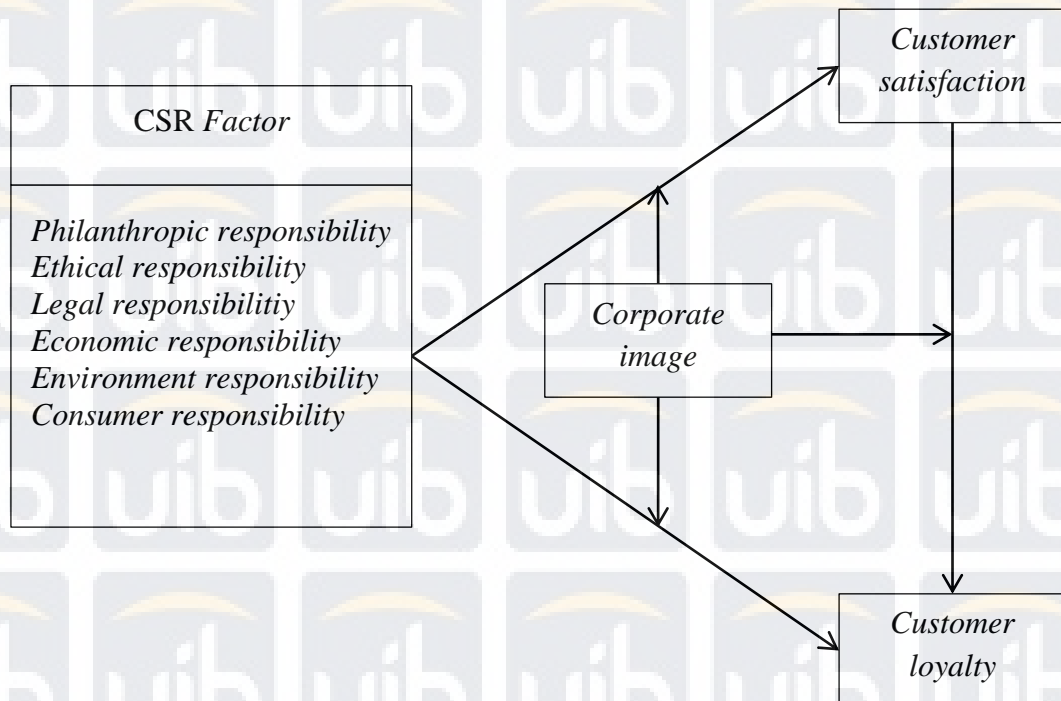 Customer
satisfaction
CSR Factor
Philanthropic responsibility
Ethical responsibility
Legal responsibilitiy
Economic responsibility
Environment responsibility
Consumer responsibility
Corporate
image
Customer
loyalty
uib